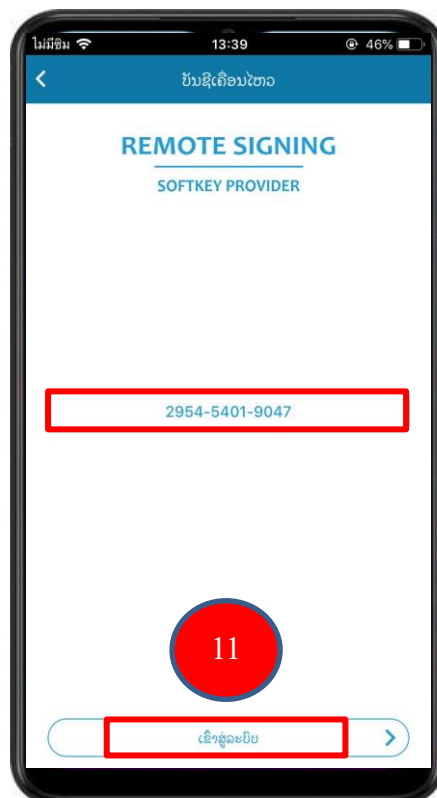 ไม่มีซิม 13:39 46%
ບັນຊີເຄື່ອນໄຫວ
REMOTE SIGNING
SOFTKEY PROVIDER
2954-5401-9047
11
ເຂົ້າສູ່ລະບົບ